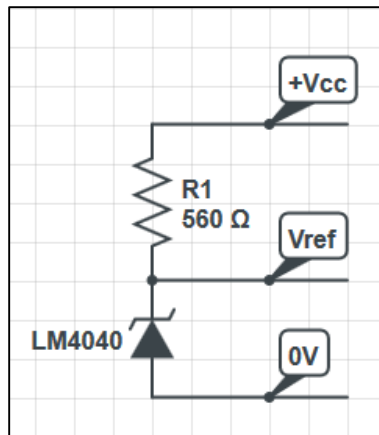 +Vcc
R1
560 Ω
Vref
LM4040
0V